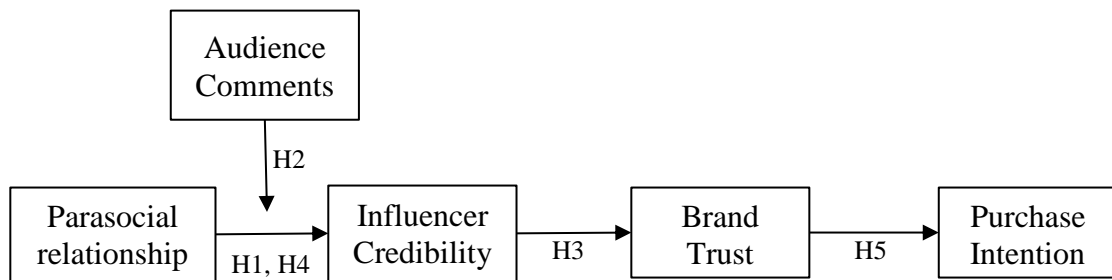 Audience
Comments
H2
Parasocial
relationship
H1, H4
Influencer
Credibility
H3
Brand
Trust
H5
Purchase
Intention